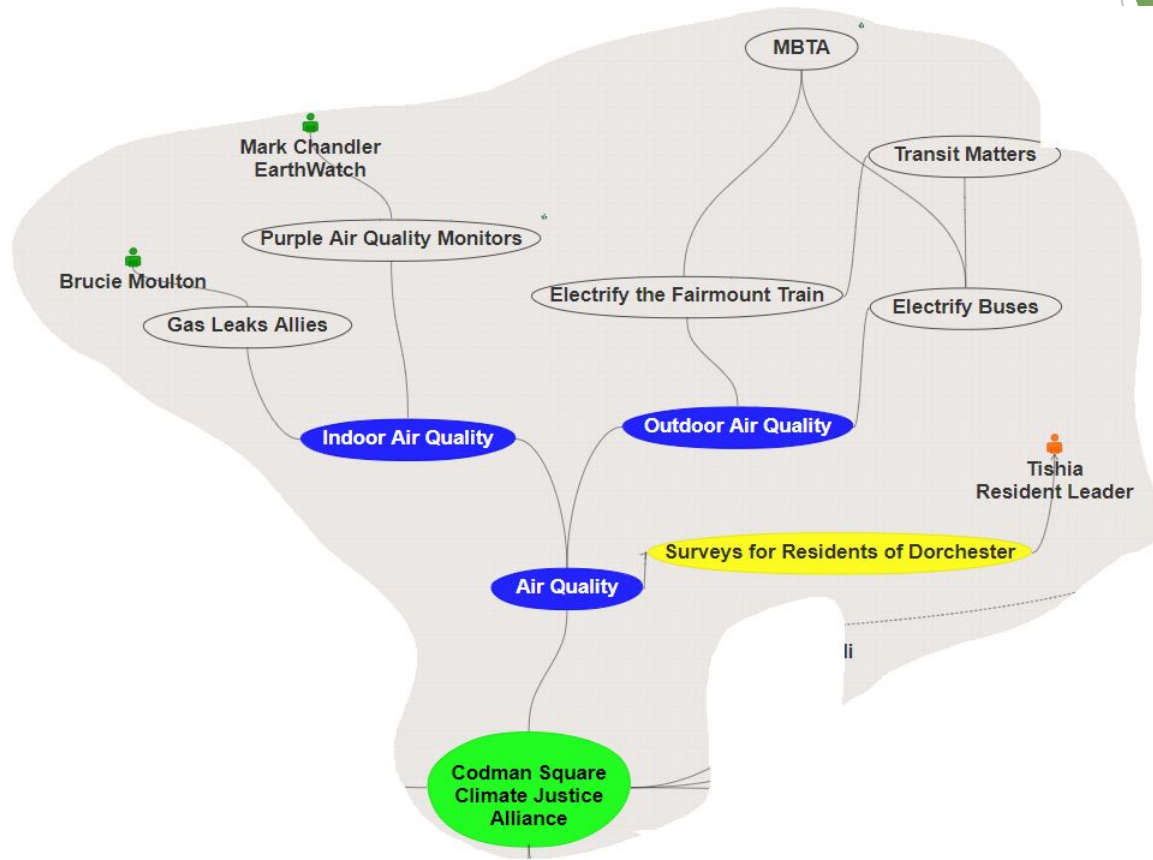 MBTA
Mark Chandler
EarthWatch
Transit Matters
Purple Air Quality Monitors
Brucie Moulton
Electrify the Fairmount Train
Electrify Buses
Gas Leaks Allies
Indoor Air Quality
Outdoor Air Quality
Tishia
Resident Leader
Surveys for Residents of Dorchester
Air Quality
Codman Square
Climate Justice
Alliance